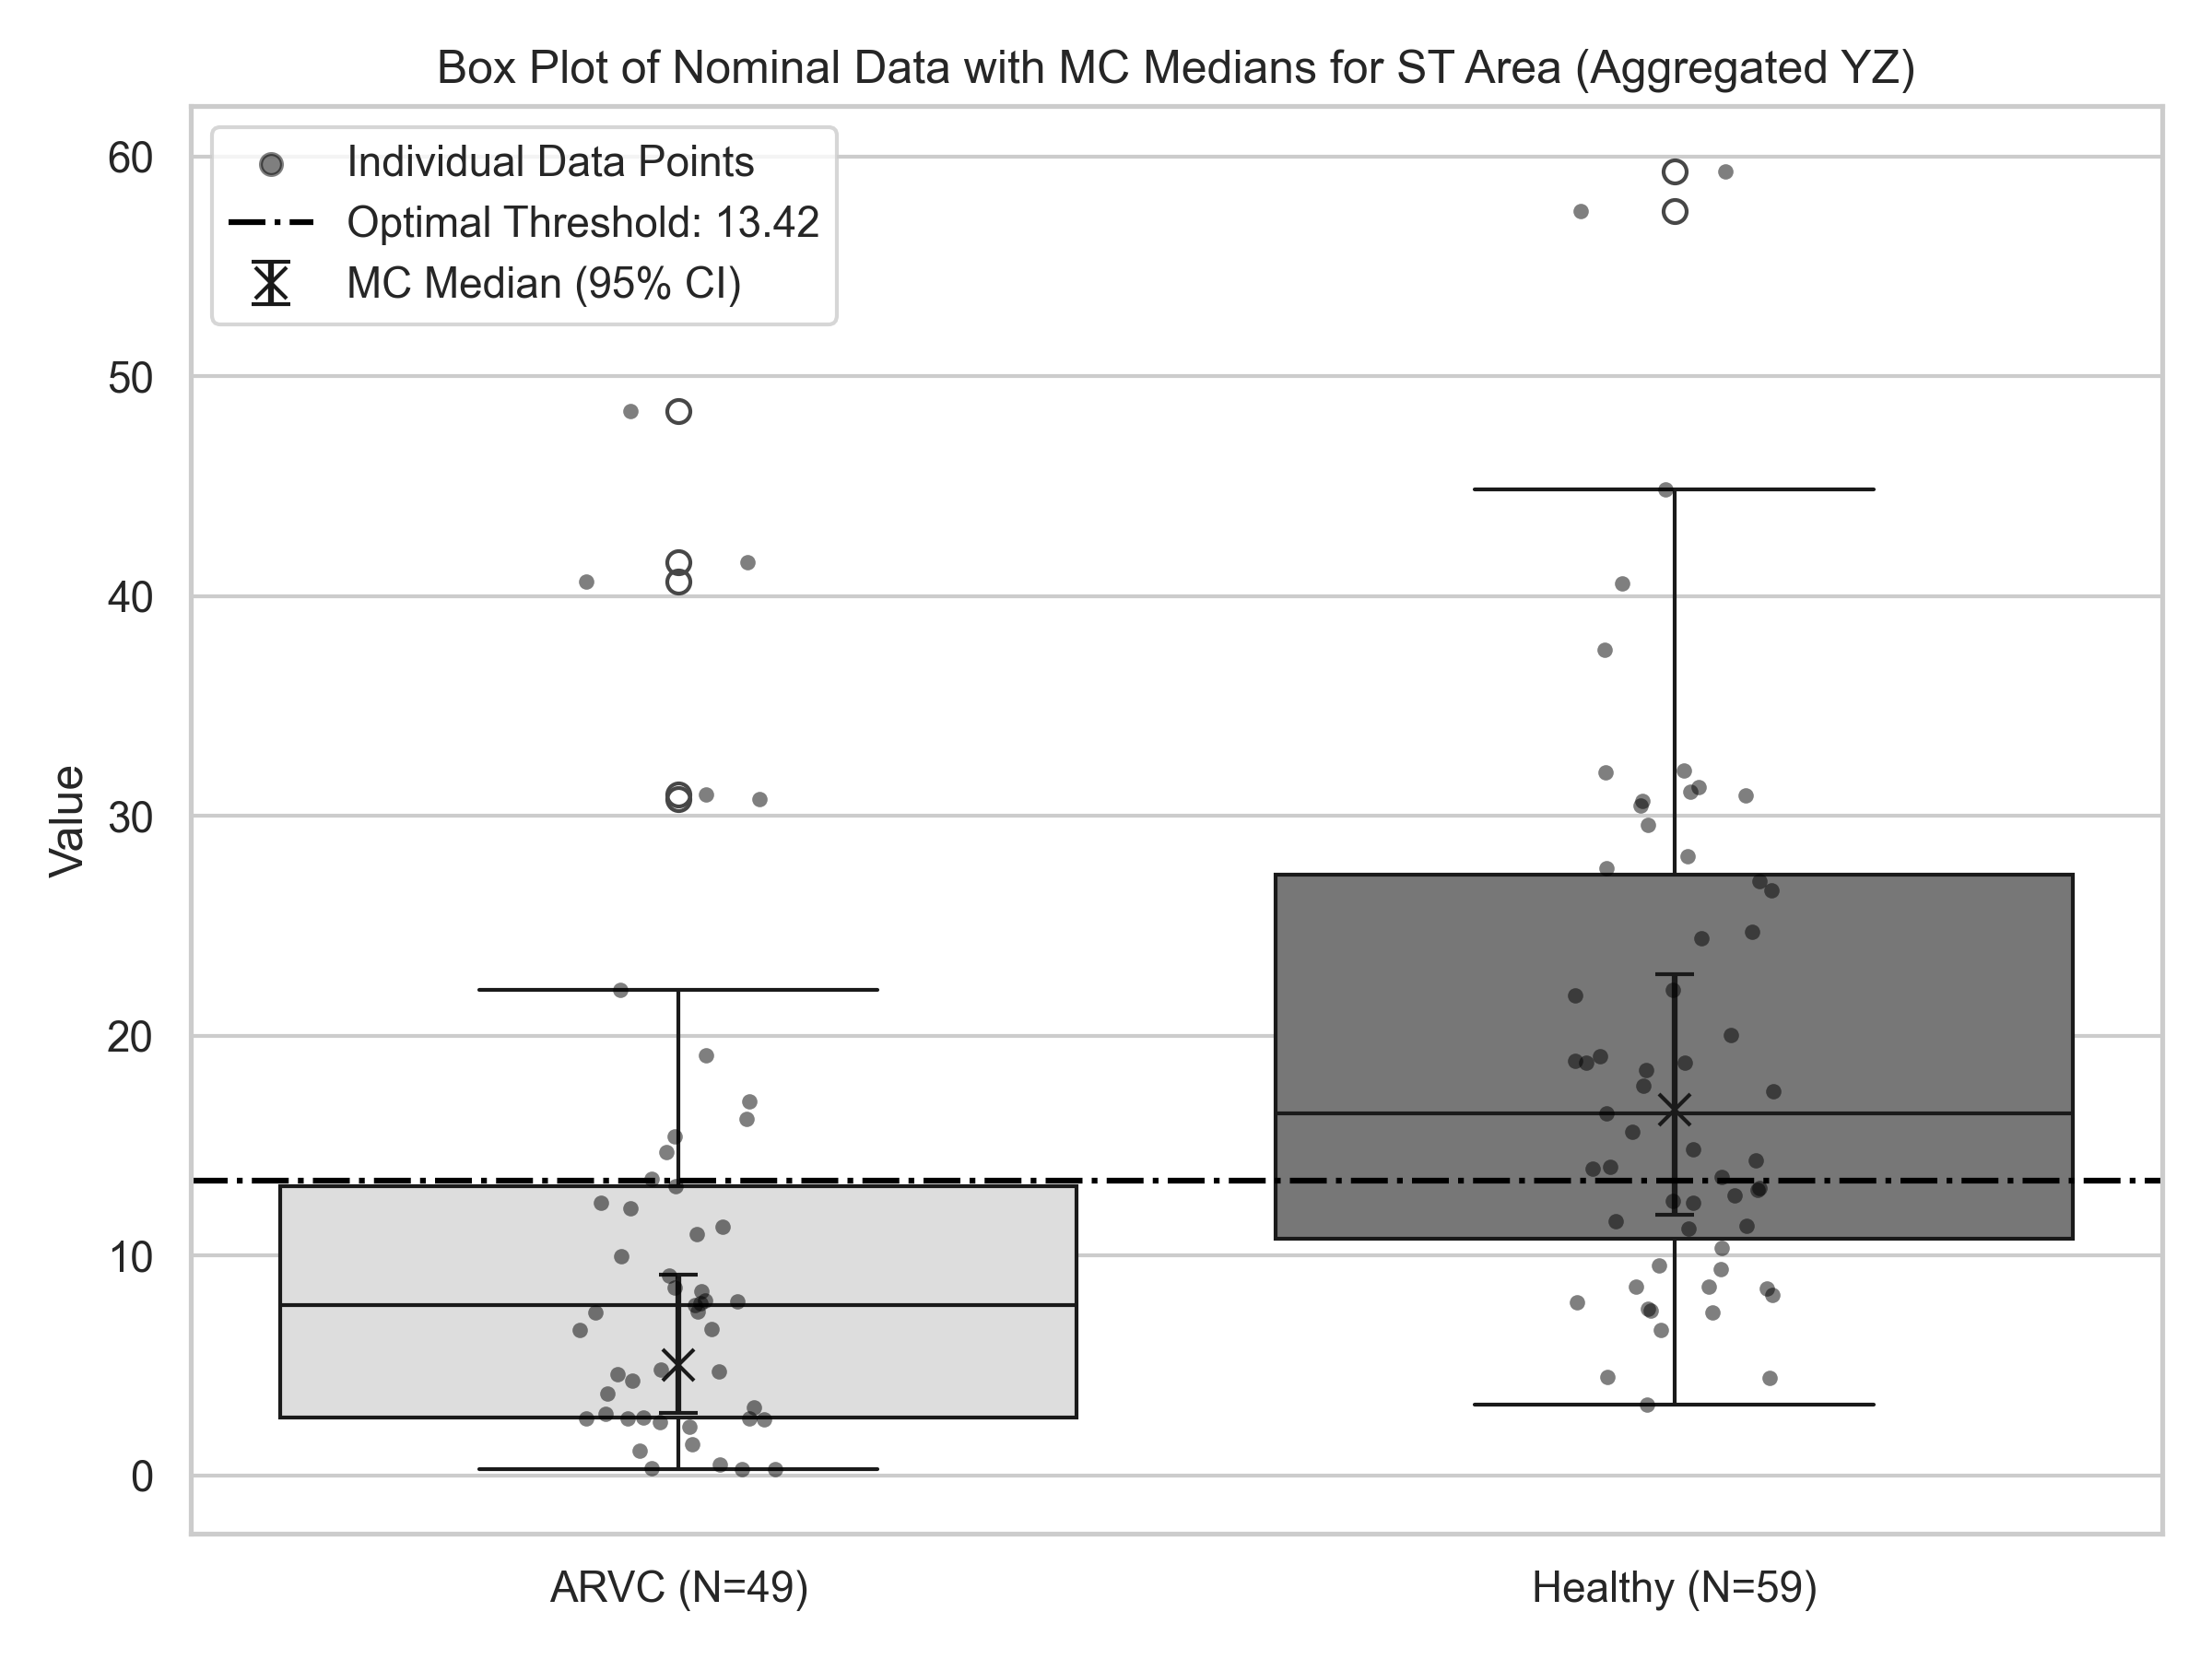 Box Plot of Nominal Data with MC Medians for ST Area (Aggregated YZ)
Individual Data Points
Optimal Threshold: 13.42
MC Median (95% CI)
60
50
40
30
20
10
0
Value
ARVC (N=49)
Healthy (N=59)